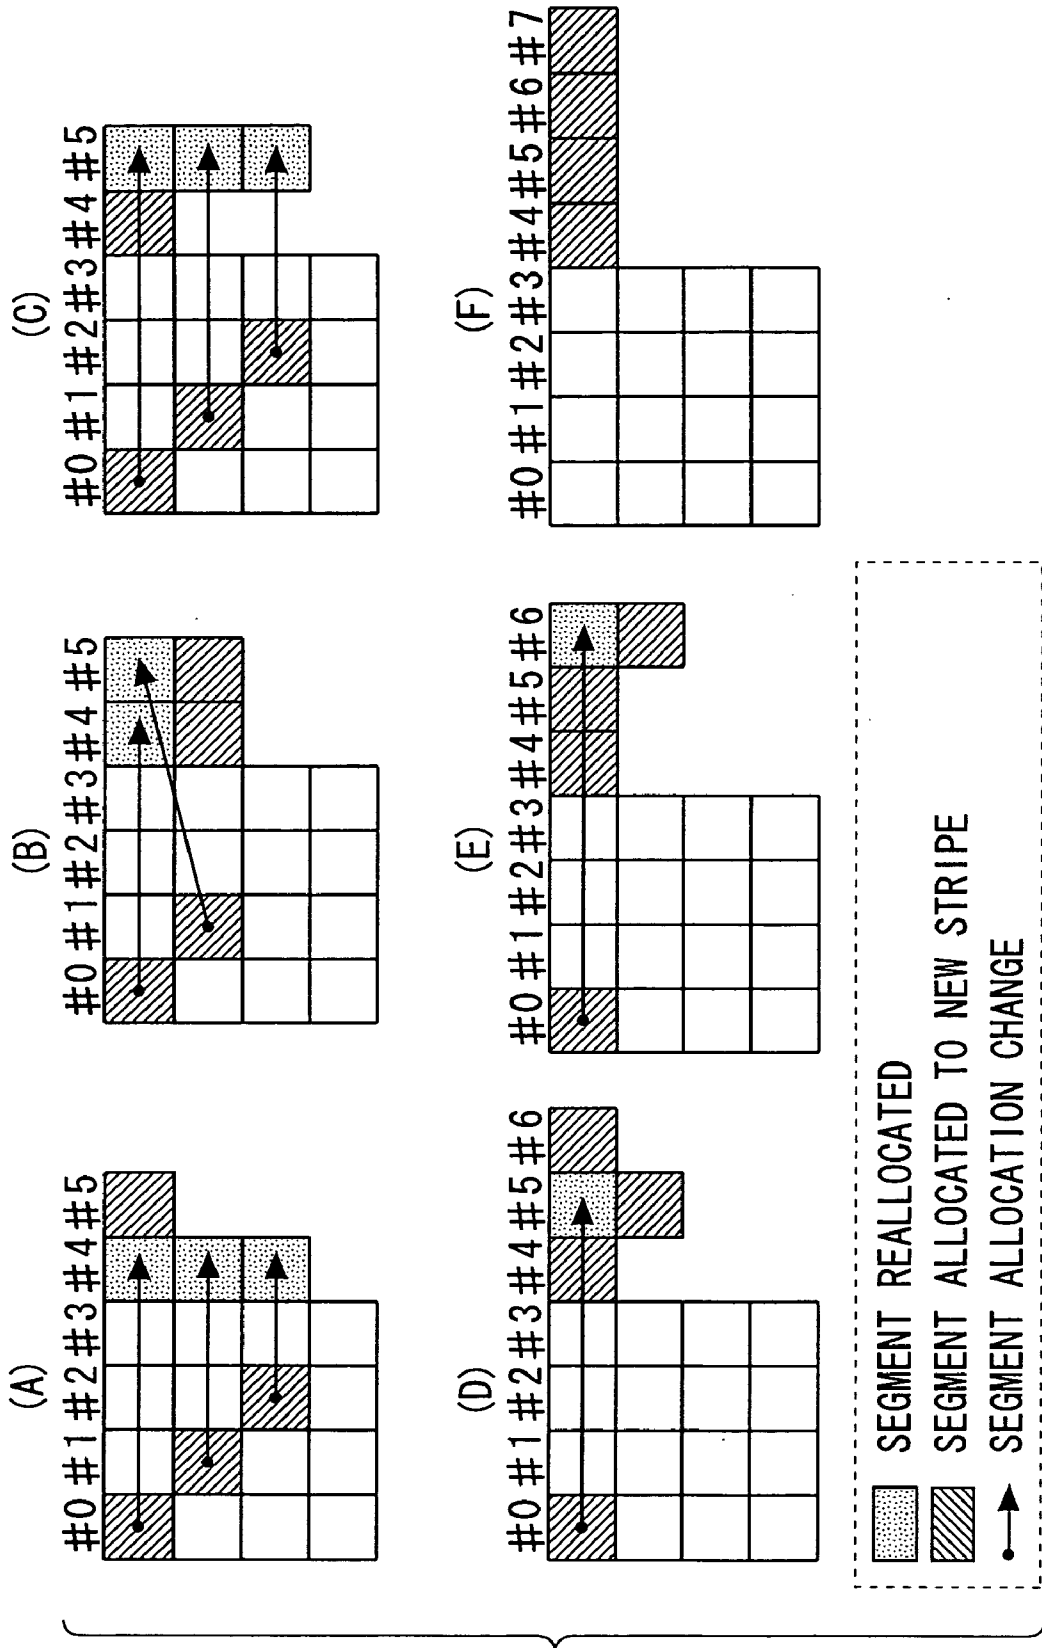 (A)
#0 #1 #2 #3 #4 #5
(B)
#0 #1 #2 #3 #4 #5
(C)
#0 #1 #2 #3 #4 #5
(D)
#0 #1 #2 #3 #4 #5 #6
(E)
#0 #1 #2 #3 #4 #5 #6
(F)
#0 #1 #2 #3 #4 #5 #6 #7
SEGMENT REALLOCATED
SEGMENT ALLOCATED TO NEW STRIPE
SEGMENT ALLOCATION CHANGE